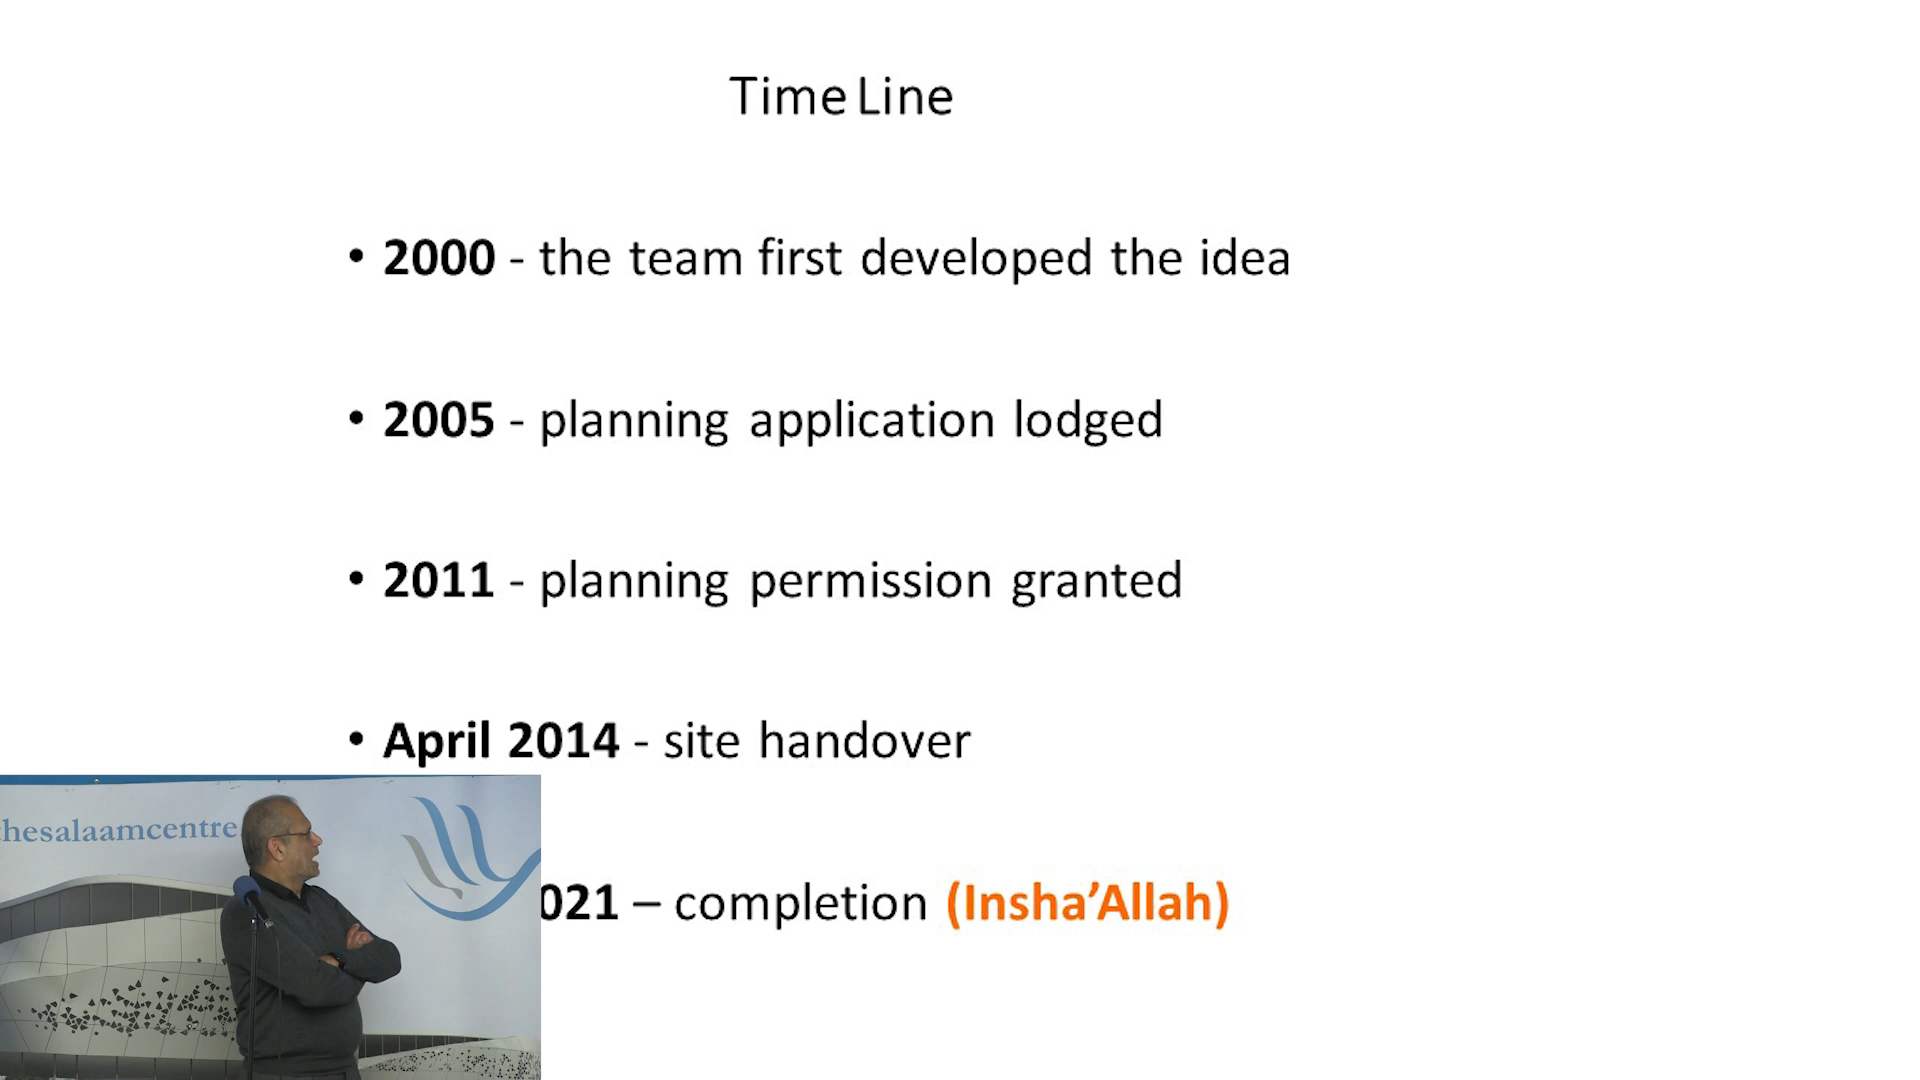 Time Line
• 2000 - the team first developed the idea
• 2005 - planning application lodged
• 2011 - planning permission granted
• April 2014 - site handover
021 – completion (Insha’Allah)
thesalaamcentre